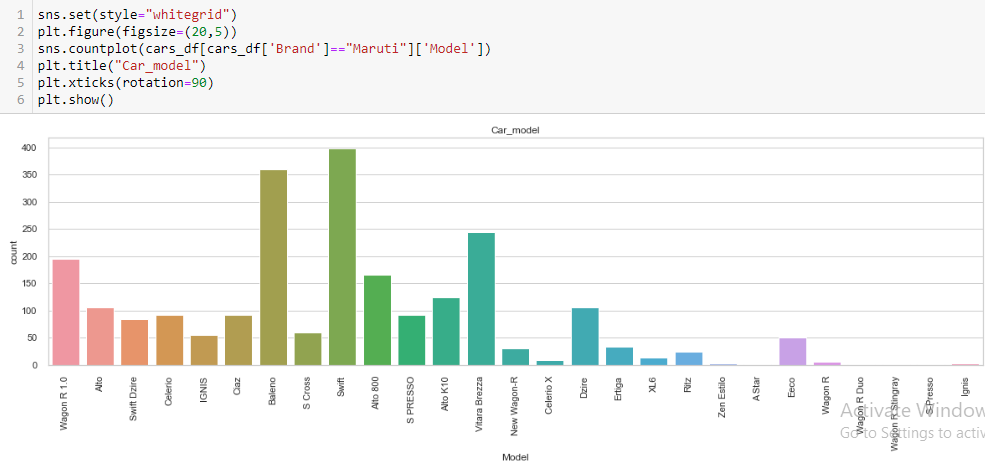 1 sns.set(style="whitegrid")
2 plt.figure(figsize=(20,5))
3 sns.countplot(cars_df[cars_df['Brand']=="Maruti"]['Model'])
4 plt.title("Car_model")
5 plt.xticks(rotation=90)
6 plt.show()
Car_model
400
350
300
250
200
150
100
50
0
count
Wagon R 1.0
Alto
Swift Dzire
Celerio
IGNIS
Ciaz
Baleno
S Cross
Swift
Alto 800
S PRESSO
Alto K10
Vitara Brezza
New Wagon-R
Celerio X
Dzire
Ertiga
XL6
Ritz
Zen Estilo
A Star
Eeco
Wagon R
Wagon R Duo
Wagon R Stingray
S-Presso
Ignis
Model
Activate Window
Go to Settings to activ